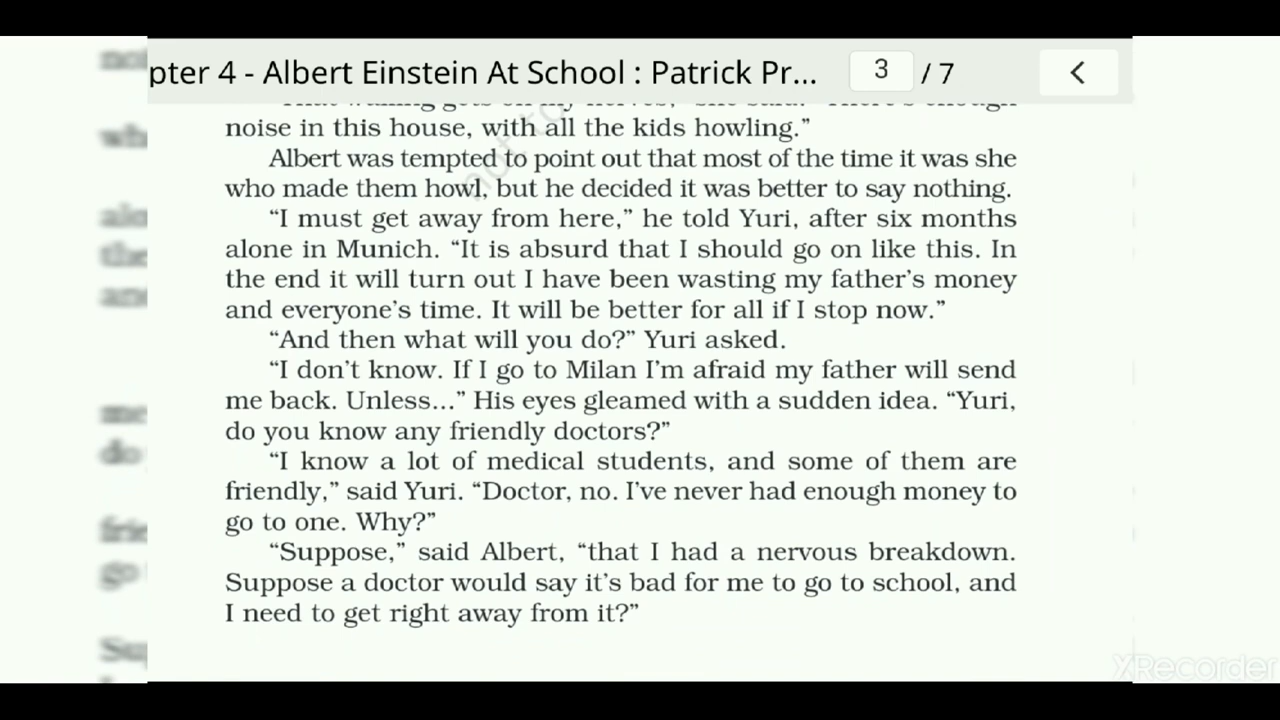 pter 4 - Albert Einstein At School : Patrick Pr... 3 / 7 <
noise in this house, with all the kids howling.”
Albert was tempted to point out that most of the time it was she
who made them howl, but he decided it was better to say nothing.
“I must get away from here,” he told Yuri, after six months
alone in Munich. “It is absurd that I should go on like this. In
the end it will turn out I have been wasting my father’s money
and everyone’s time. It will be better for all if I stop now.”
“And then what will you do?” Yuri asked.
“I don’t know. If I go to Milan I’m afraid my father will send
me back. Unless...” His eyes gleamed with a sudden idea. “Yuri,
do you know any friendly doctors?”
“I know a lot of medical students, and some of them are
friendly,” said Yuri. “Doctor, no. I’ve never had enough money to
go to one. Why?”
“Suppose,” said Albert, “that I had a nervous breakdown.
Suppose a doctor would say it’s bad for me to go to school, and
I need to get right away from it?”
not to
XRecorder